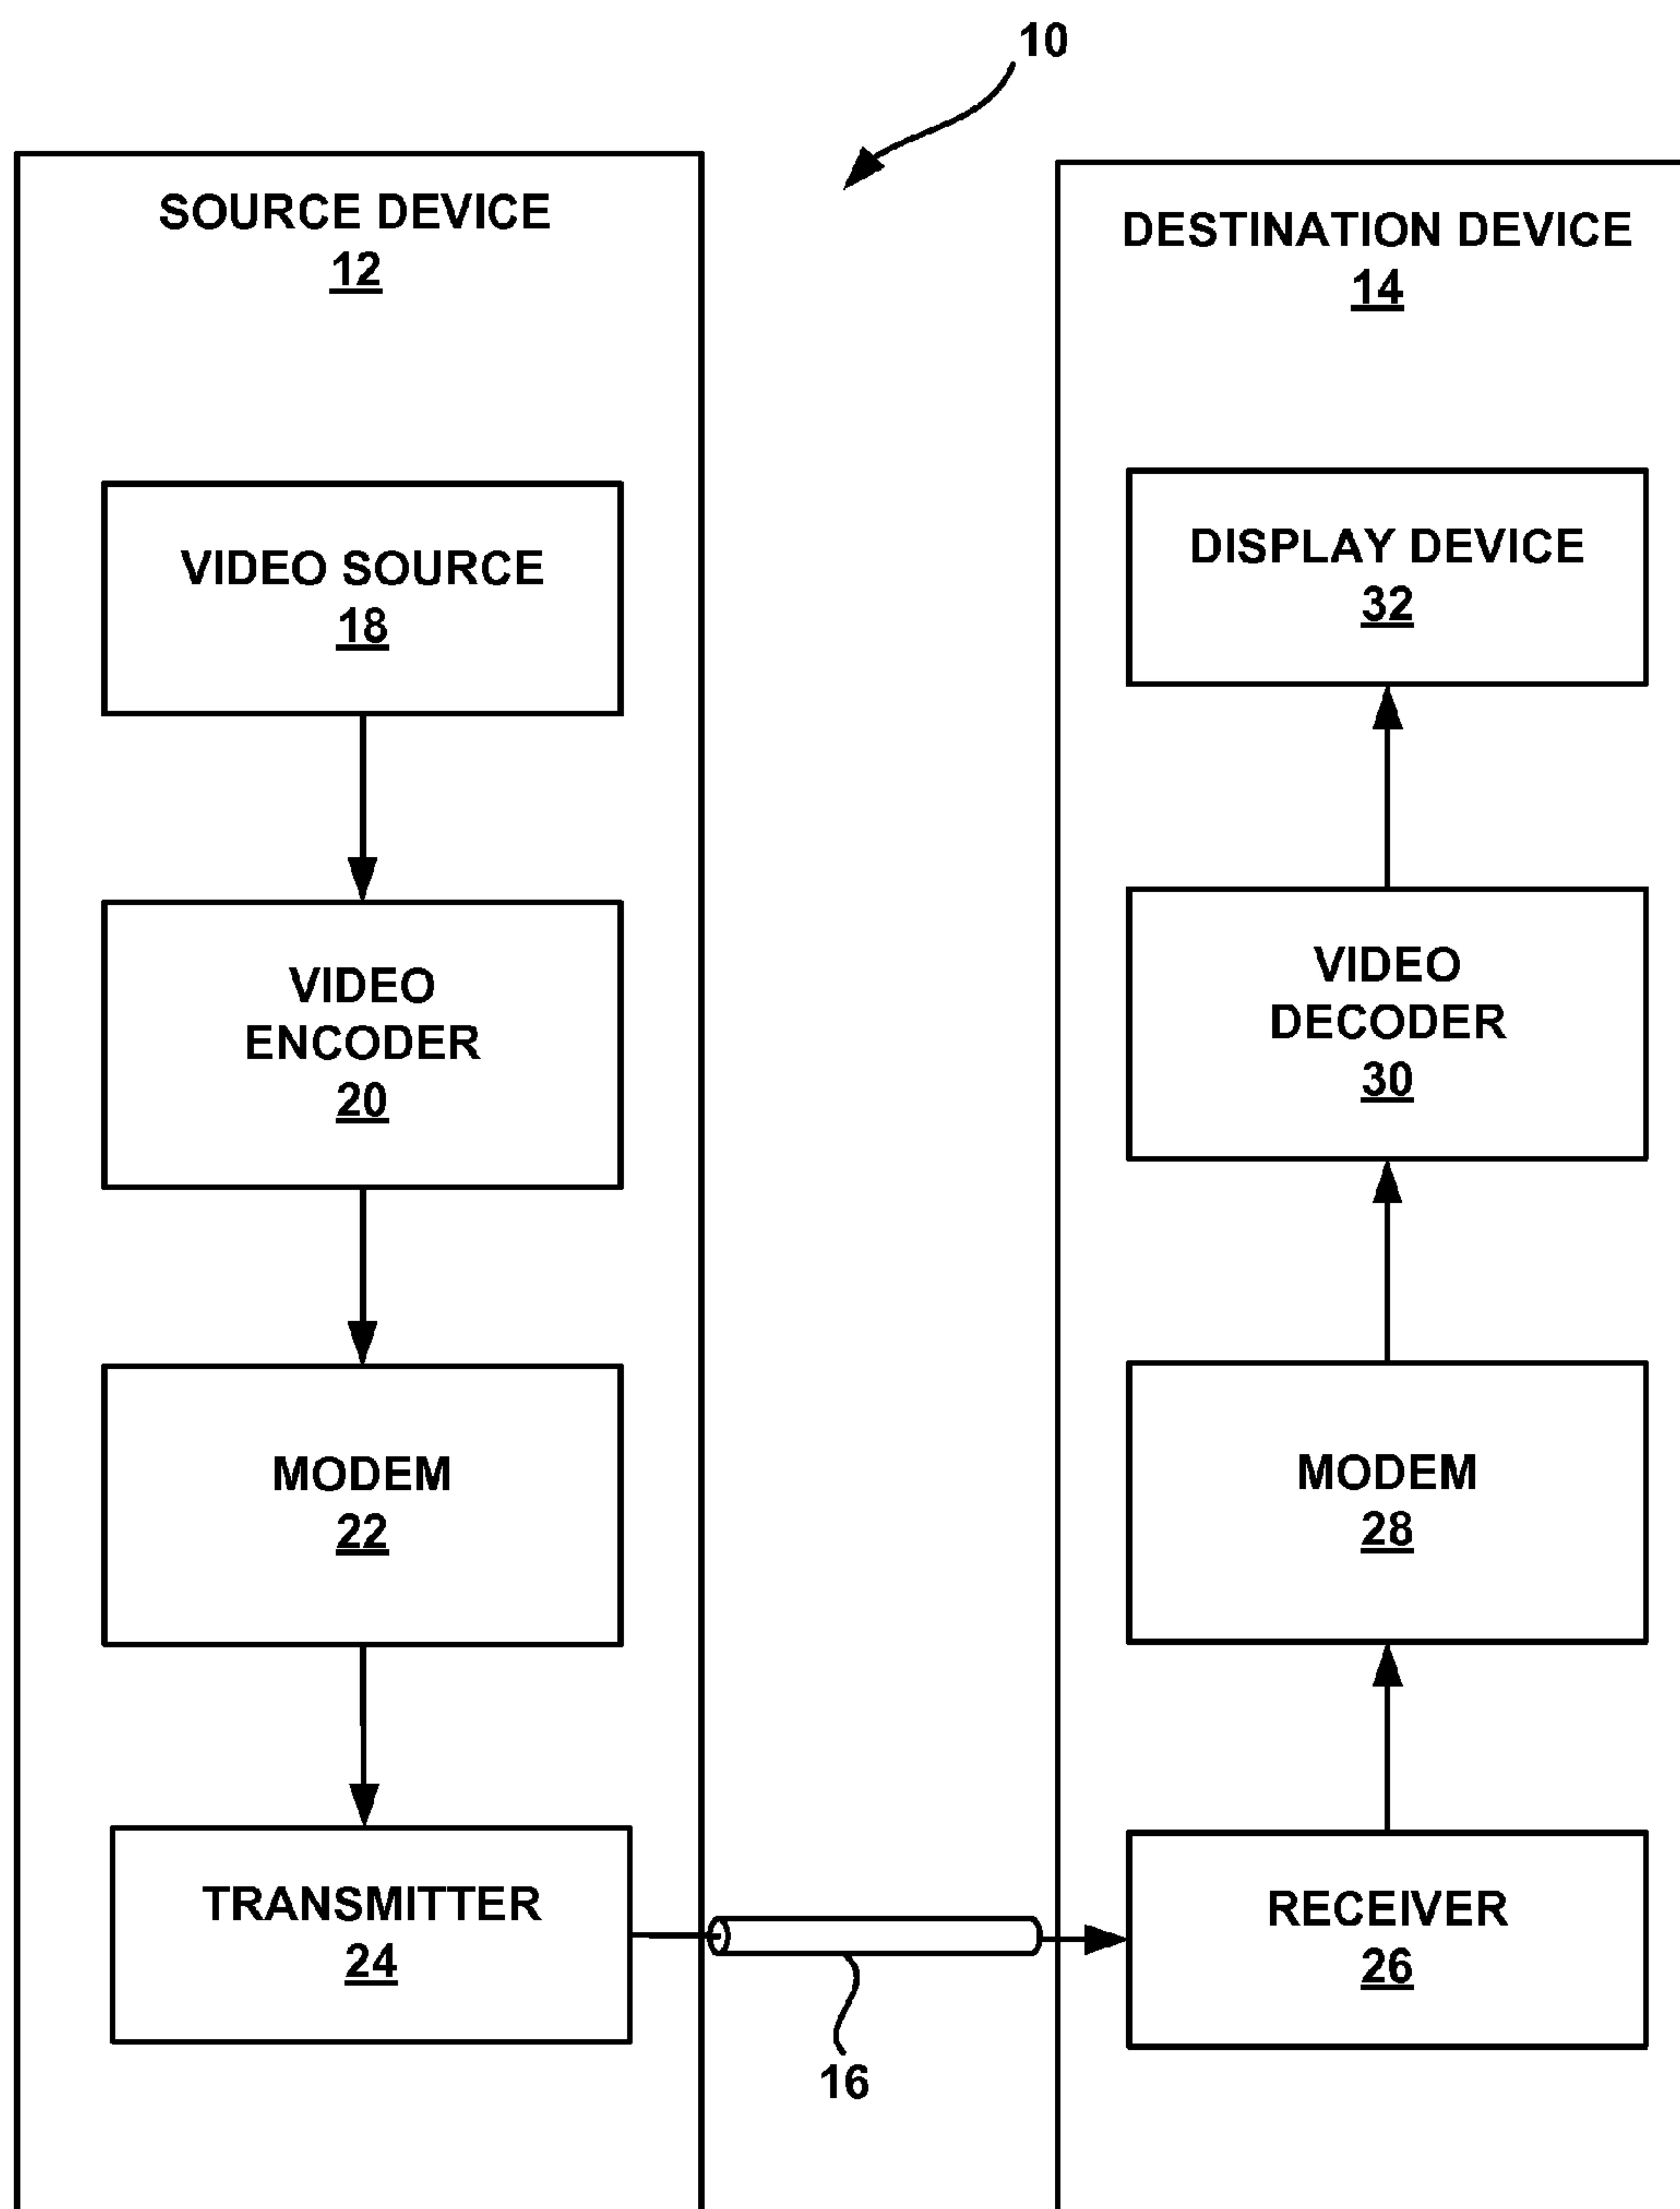 10
SOURCE DEVICE
12
VIDEO SOURCE
18
VIDEO
ENCODER
20
MODEM
22
TRANSMITTER
24
16
DESTINATION DEVICE
14
DISPLAY DEVICE
32
VIDEO
DECODER
30
MODEM
28
RECEIVER
26